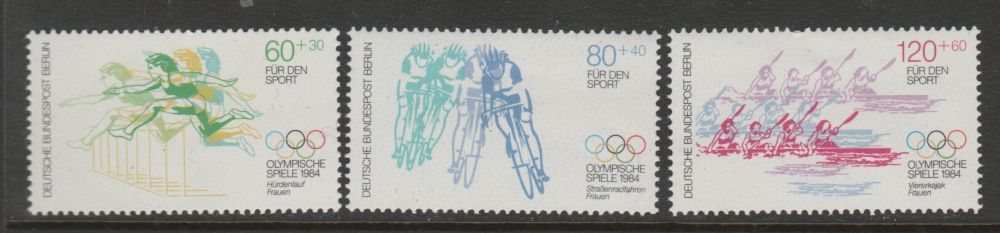 DEUTSCHE BUNDESPOST BERLIN
60+30
FÜR DEN
SPORT
OLYMPISCHE
SPIELE 1984
Hürdenlauf
Frauen
DEUTSCHE BUNDESPOST BERLIN
80+40
FÜR DEN
SPORT
OLYMPISCHE
SPIELE 1984
Straßenradfahren
Frauen
DEUTSCHE BUNDESPOST BERLIN
120+60
FÜR DEN
SPORT
OLYMPISCHE
SPIELE 1984
Viererkajak
Frauen